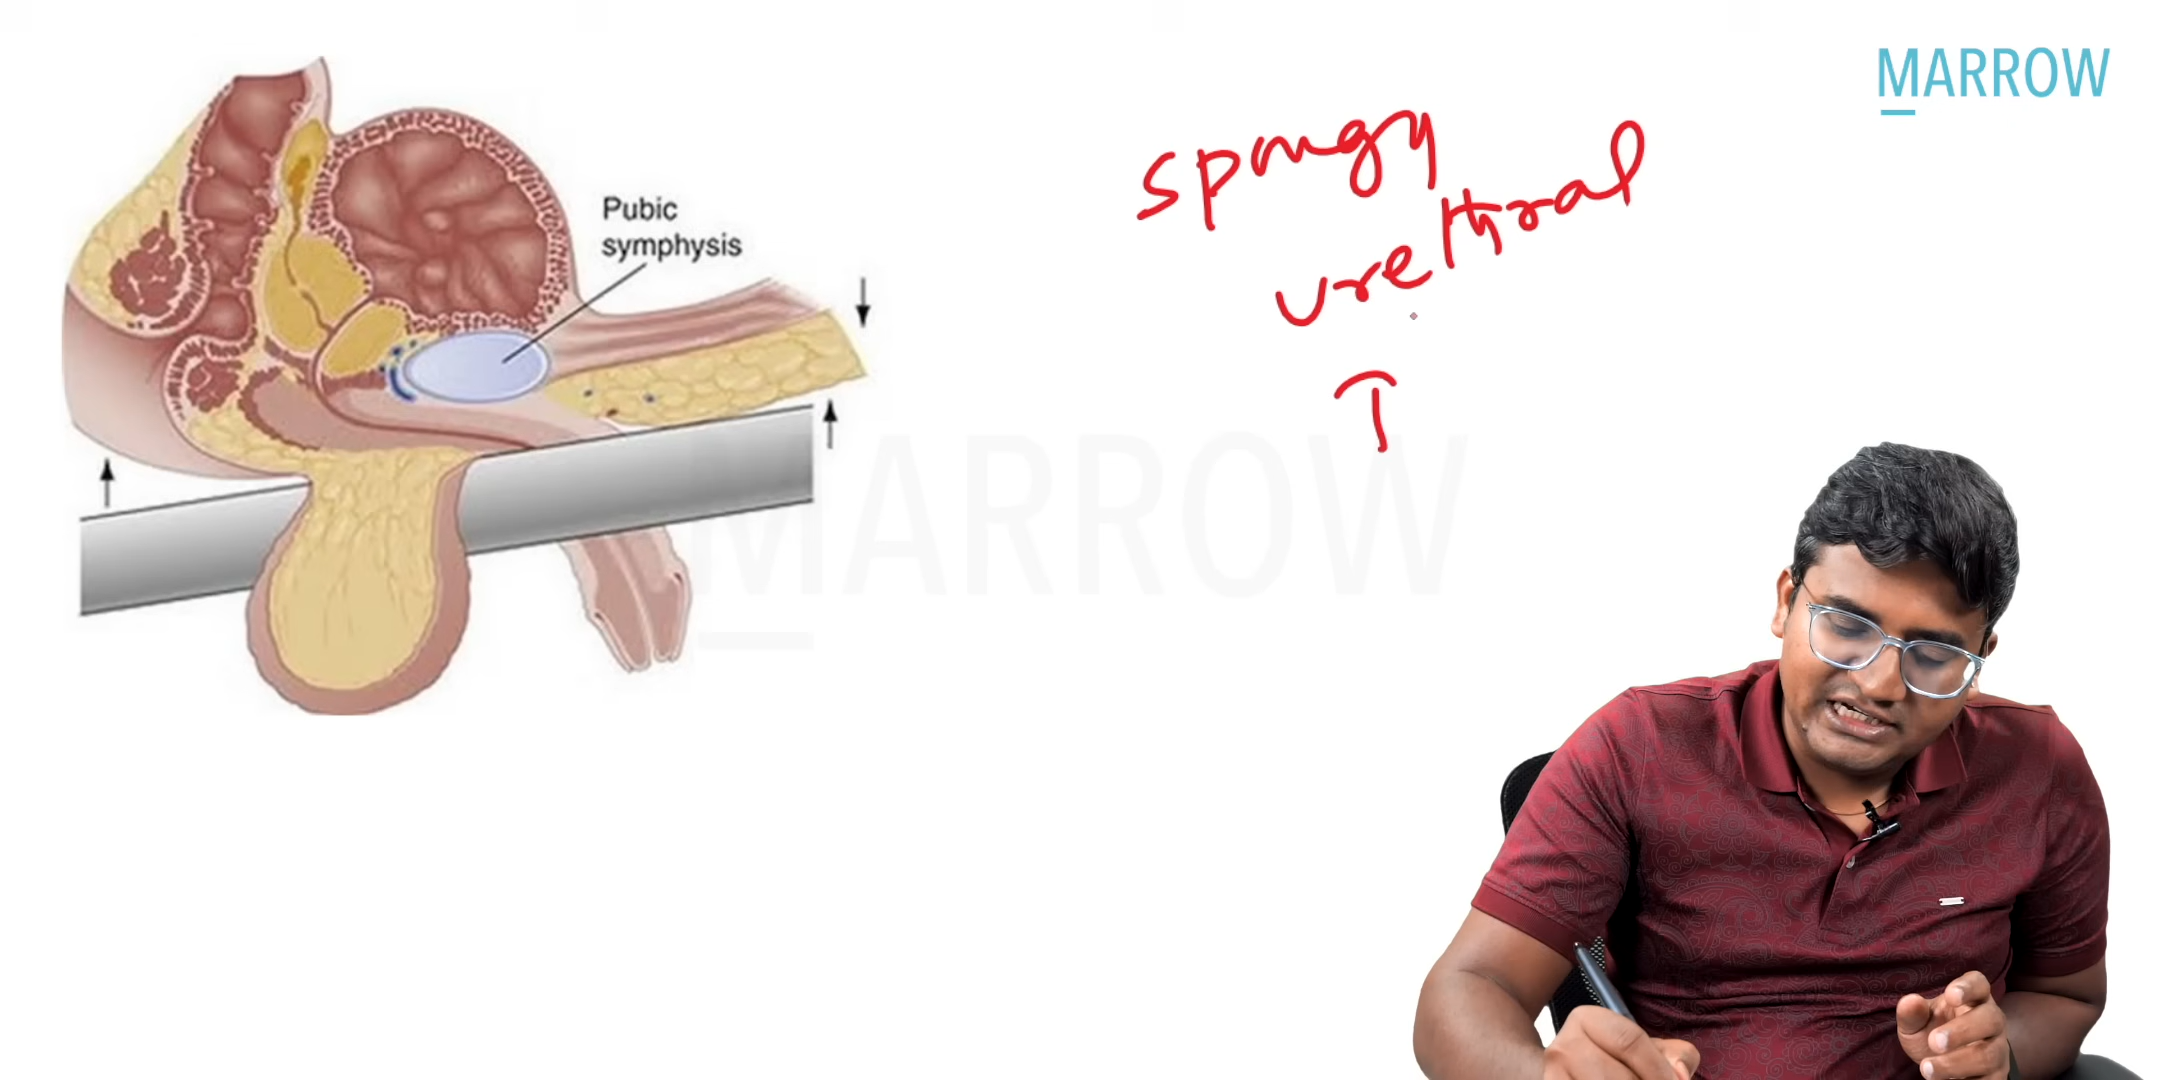 MARROW
Pubic
symphysis
spongy
urethral
T
MARROW